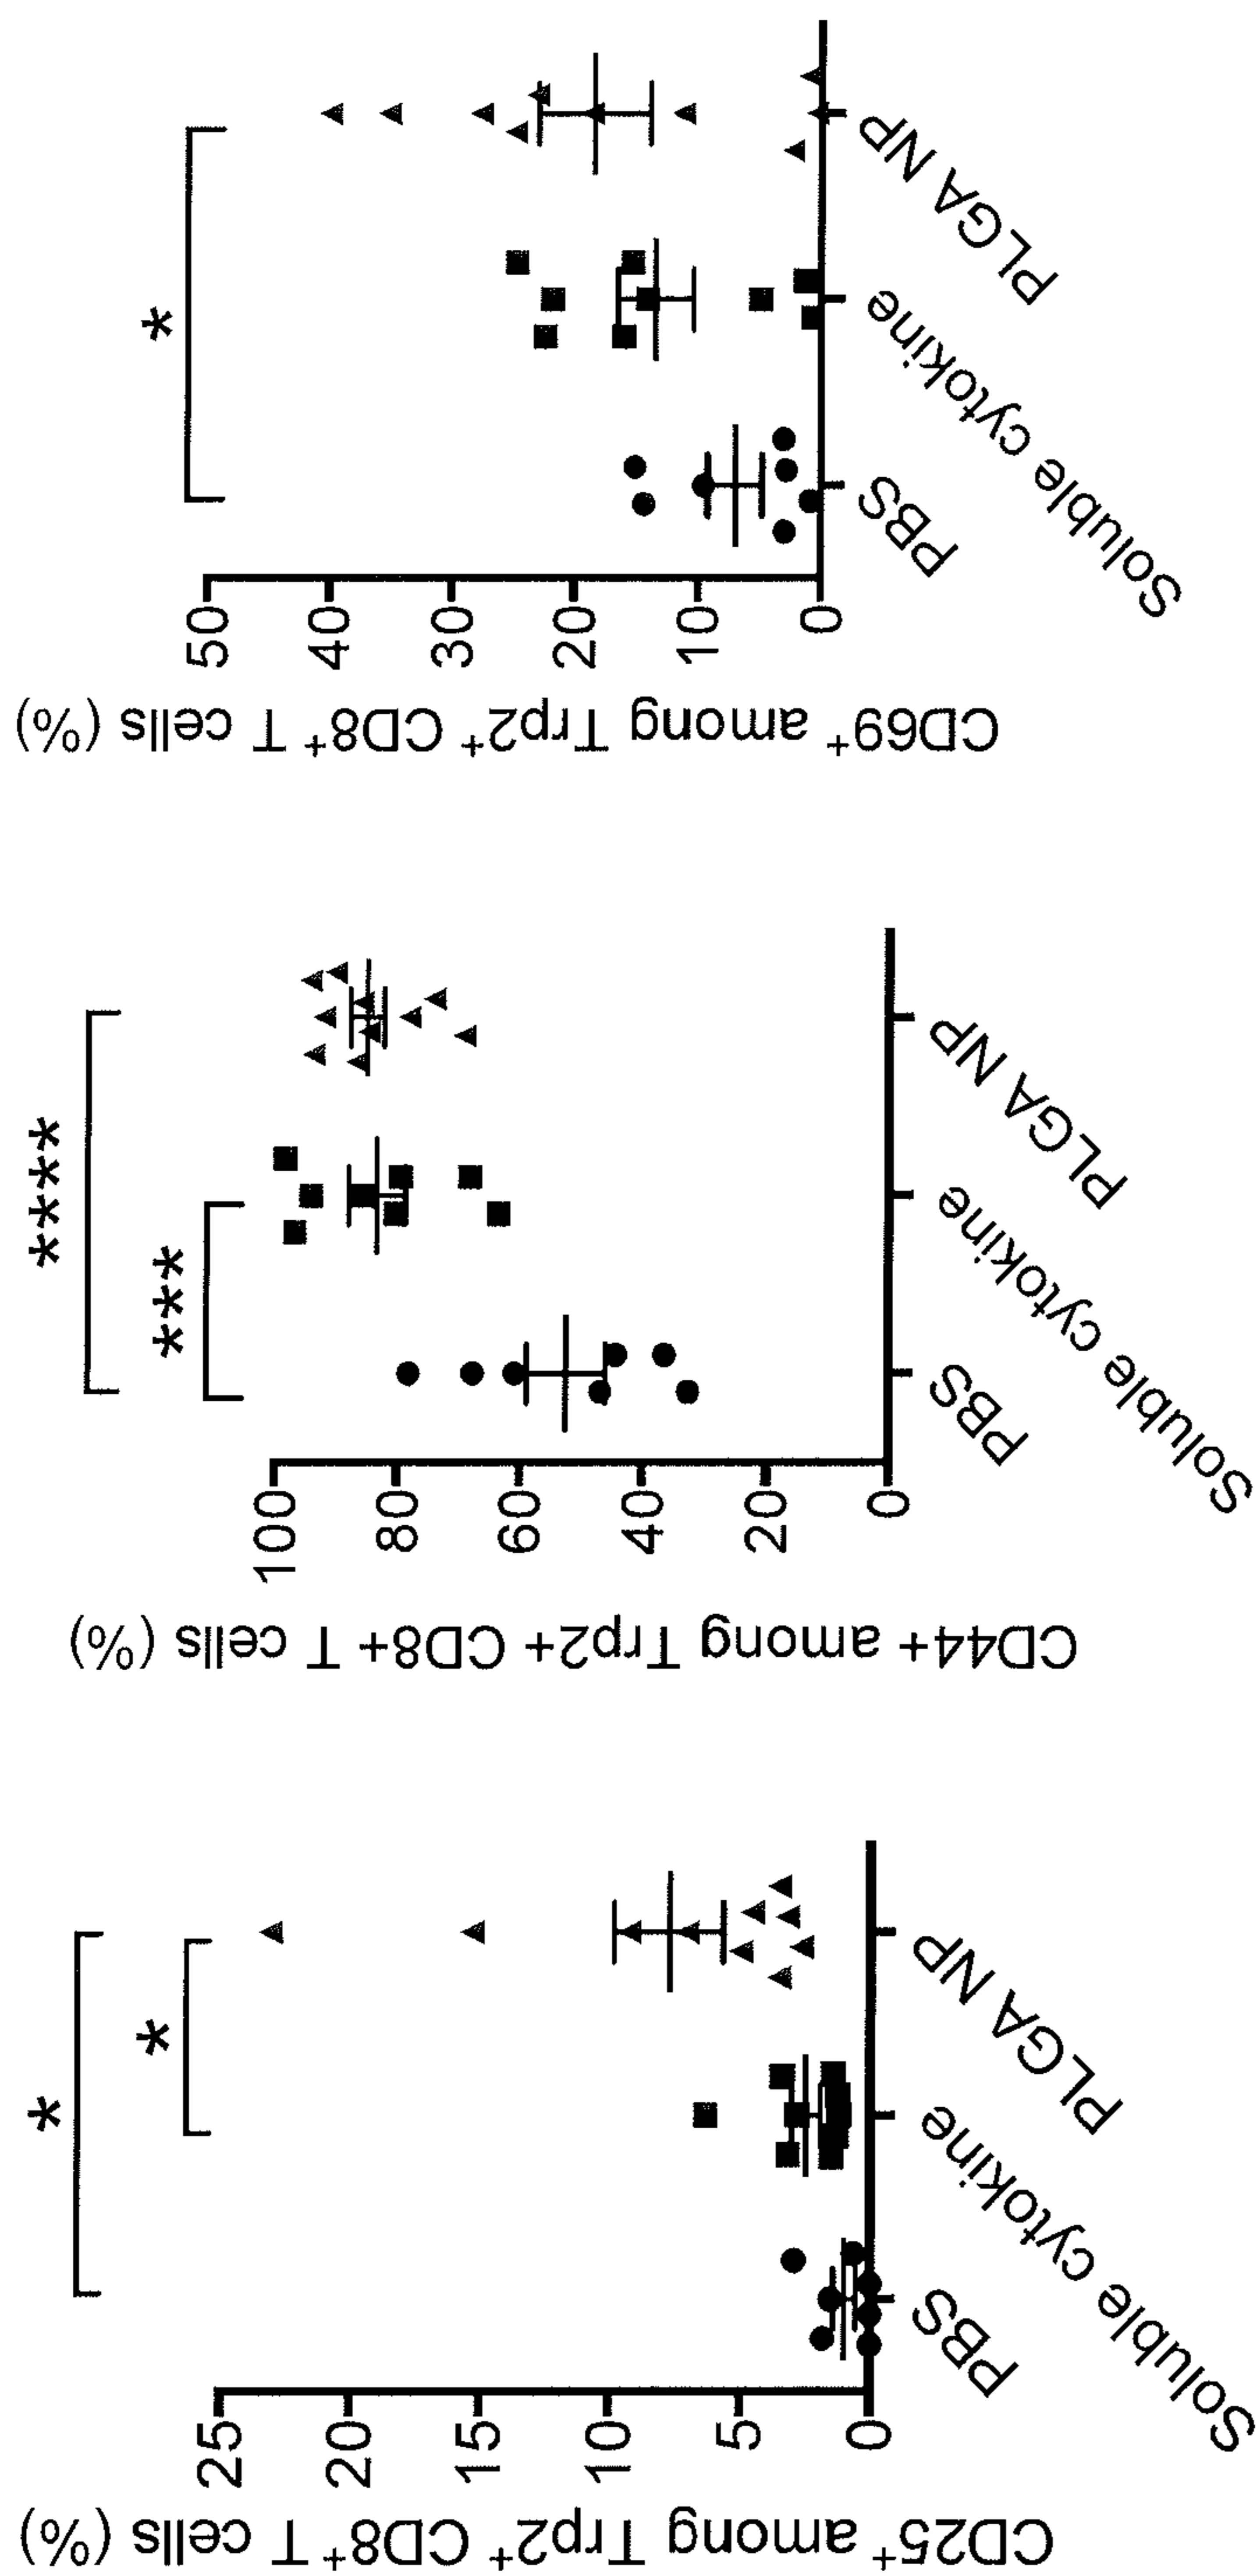 CD25⁺ among Trp2⁺ CD8⁺ T cells (%)
25
20
15
10
5
0
*
*
PBS
Soluble cytokine
PLGA NP
CD44+ among Trp2+ CD8+ T cells (%)
100
80
60
40
20
0
****
***
PBS
Soluble cytokine
PLGA NP
CD69⁺ among Trp2⁺ CD8⁺ T cells (%)
50
40
30
20
10
0
*
PBS
Soluble cytokine
PLGA NP